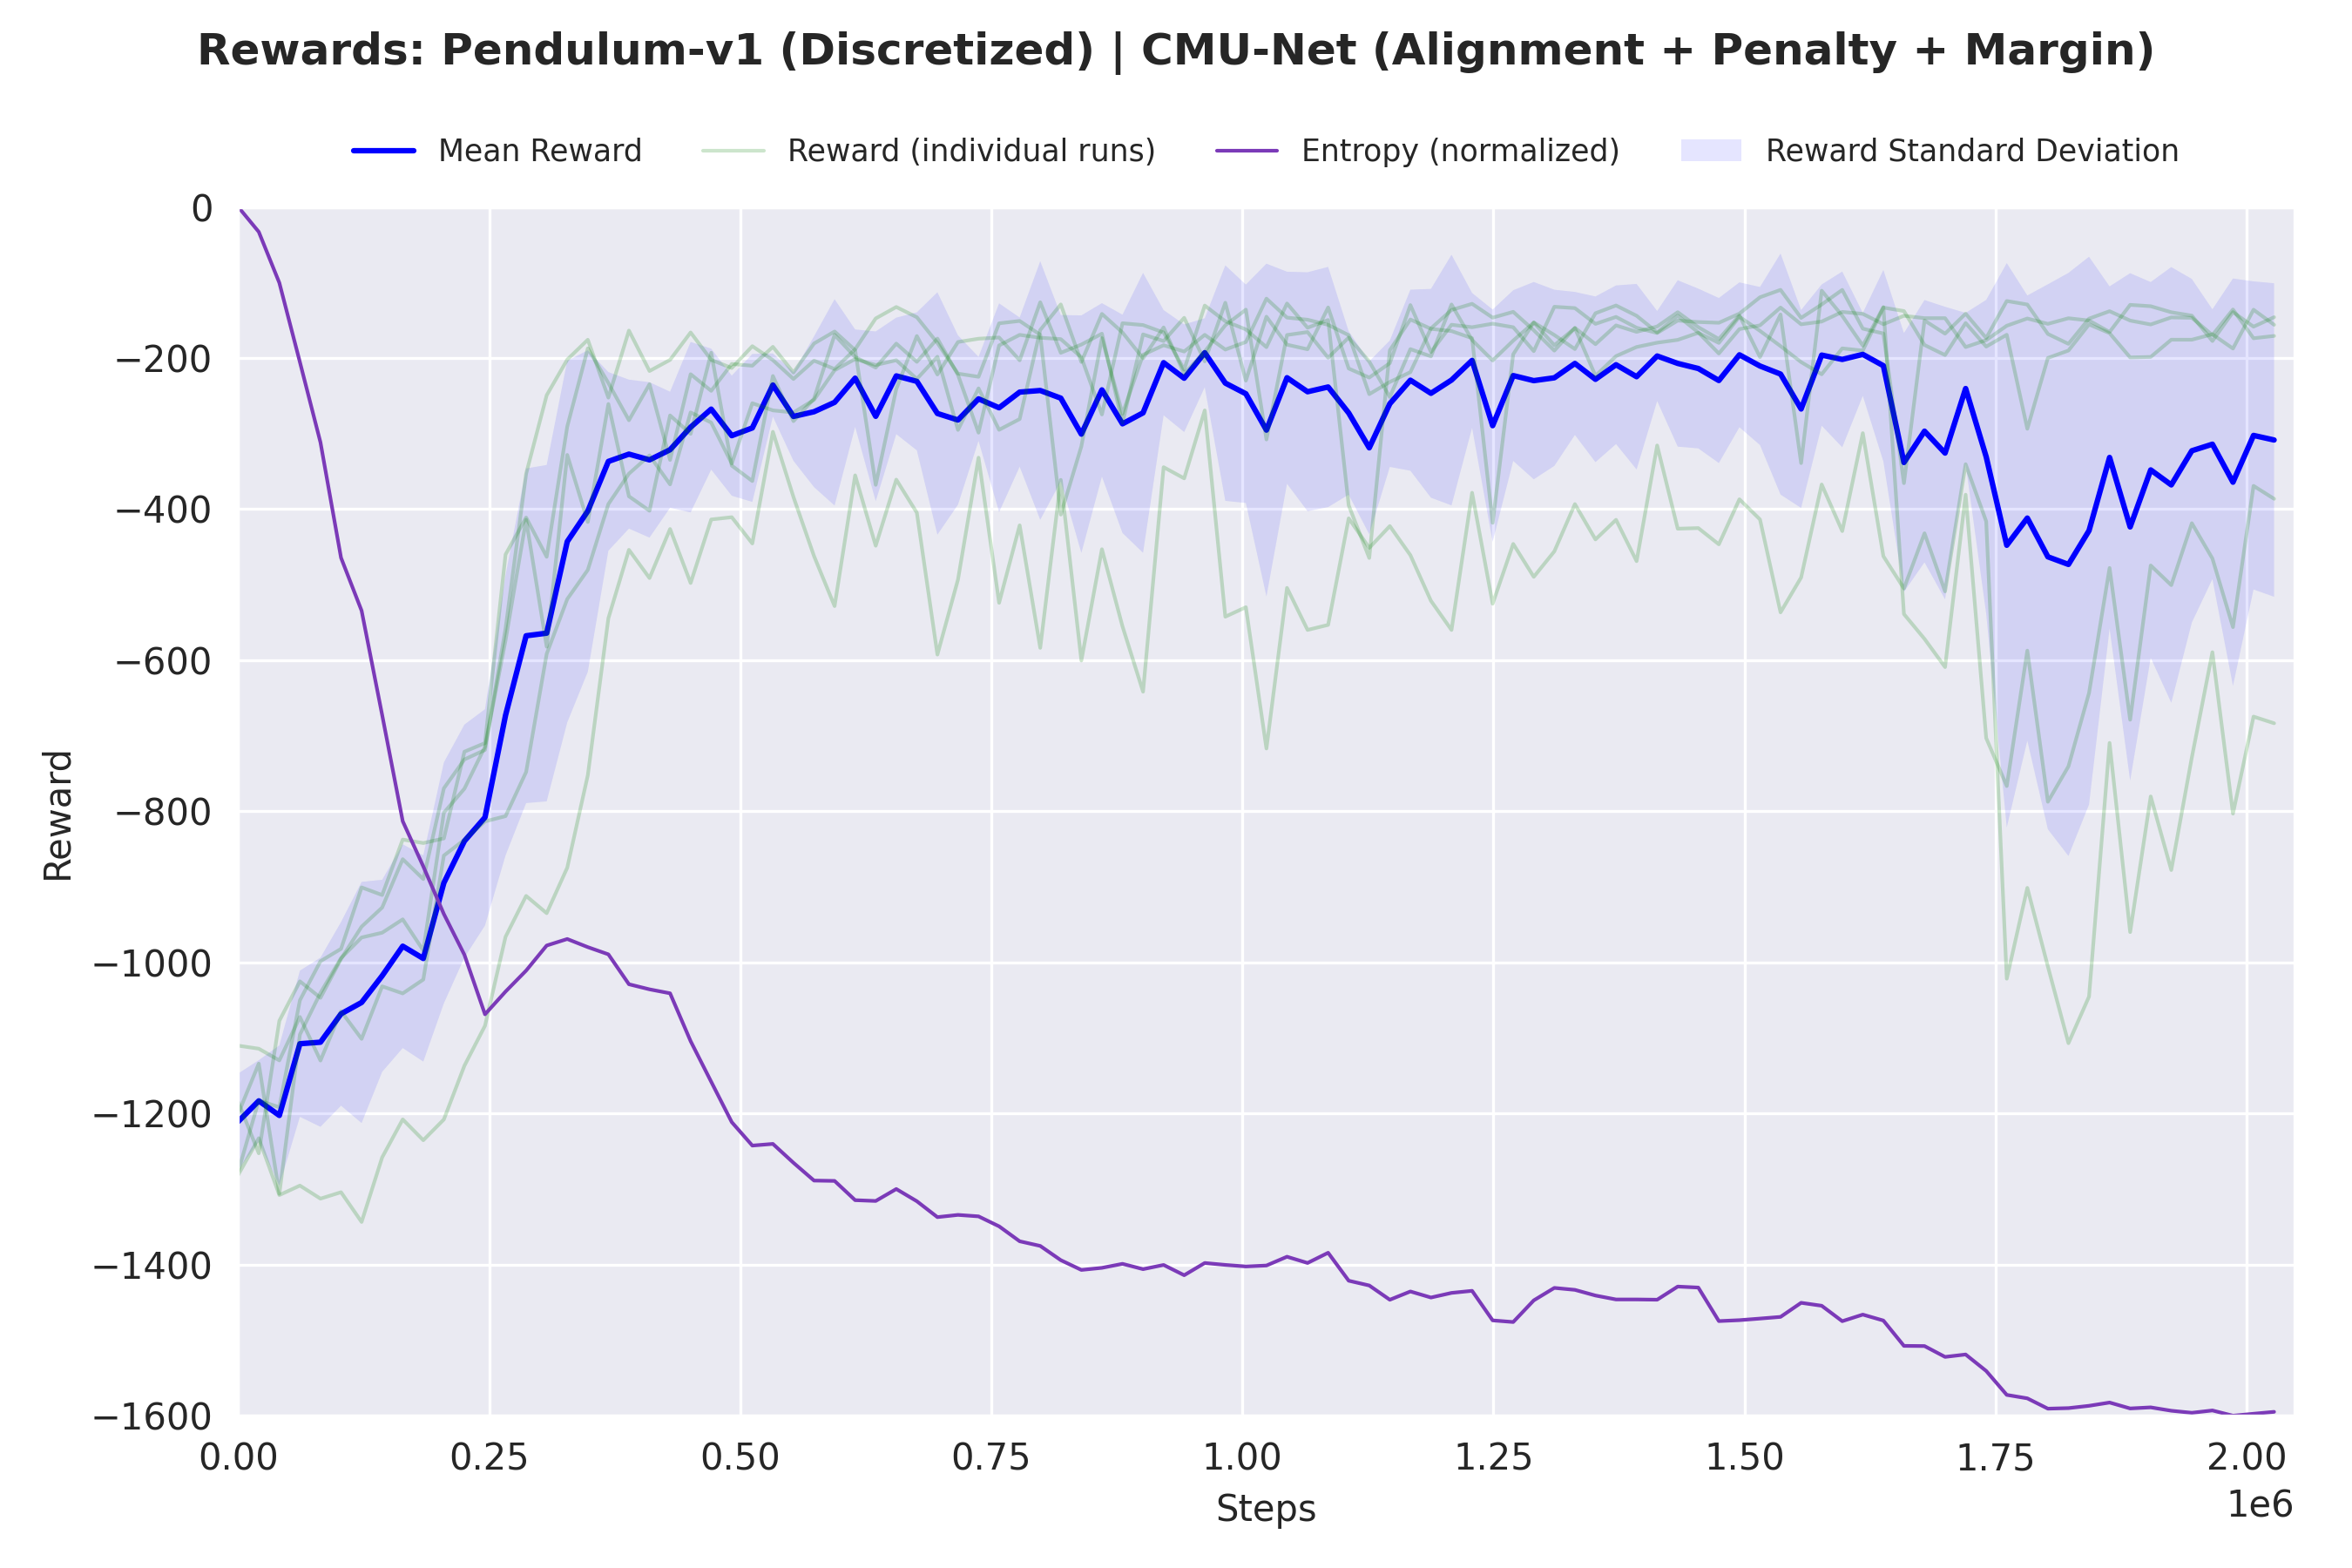 Rewards: Pendulum-v1 (Discretized) | CMU-Net (Alignment + Penalty + Margin)
Mean Reward Reward (individual runs) Entropy (normalized) Reward Standard Deviation
0
−200
−400
−600
−800
−1000
−1200
−1400
−1600
Reward
0.00 0.25 0.50 0.75 1.00 1.25 1.50 1.75 2.00
1e6
Steps